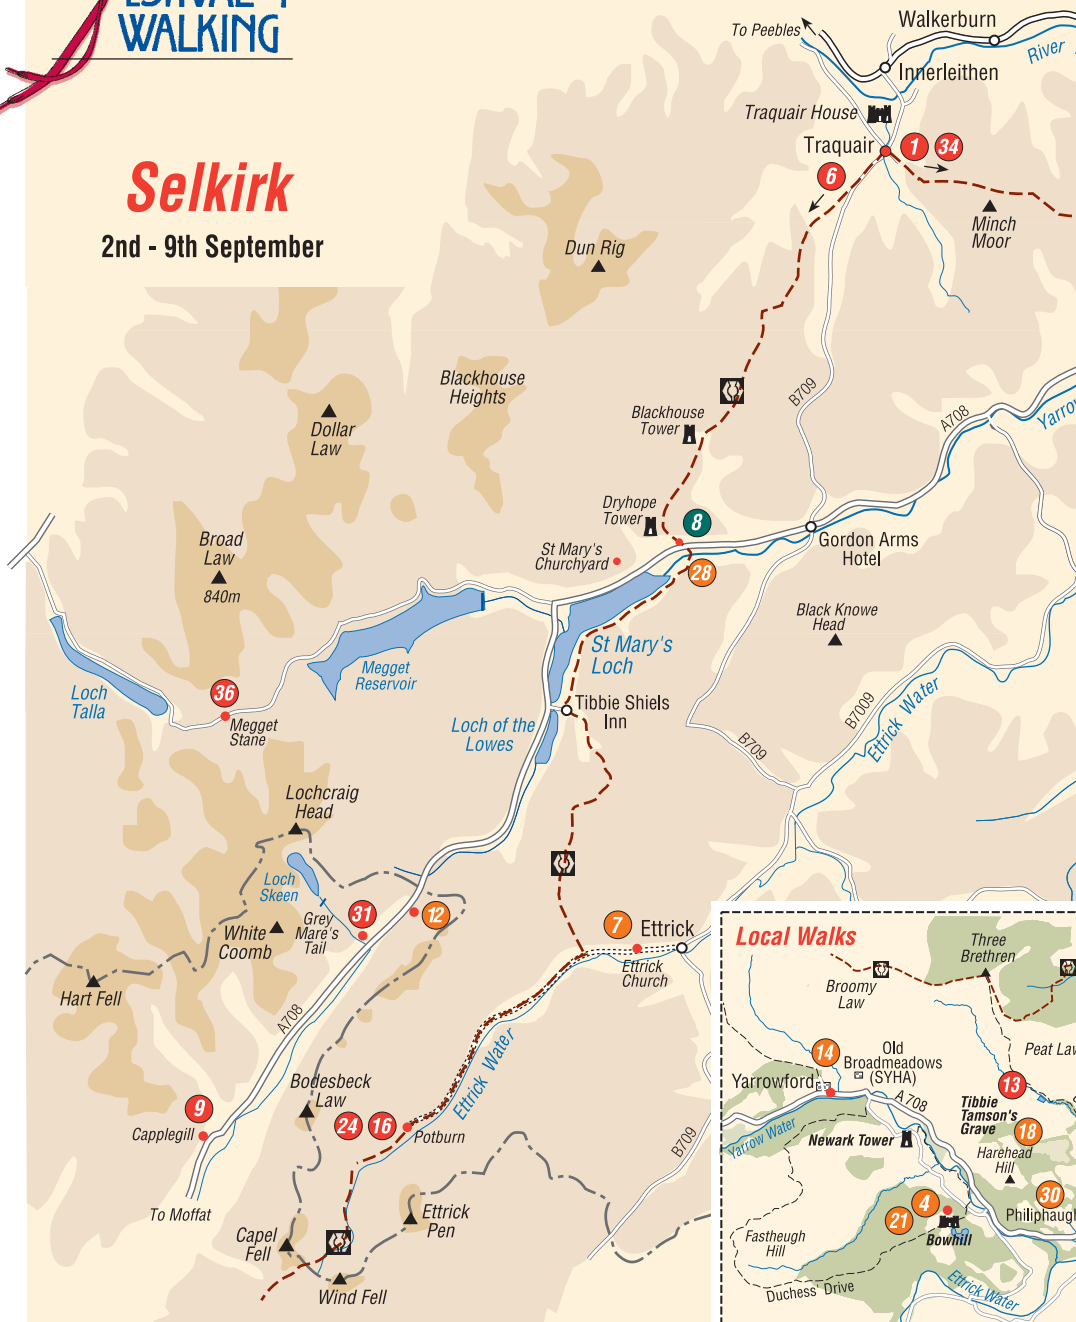 WALKING
Selkirk
2nd - 9th September
To Peebles
Walkerburn
River
Innerleithen
Traquair House
Traquair
1
34
6
Minch
Moor
Dun Rig
Blackhouse
Heights
B709
A708
Yarrow
Dollar
Law
Blackhouse
Tower
Dryhope
Tower
8
Broad
Law
840m
St Mary's
Churchyard
28
Gordon Arms
Hotel
Black Knowe
Head
St Mary's
Loch
Megget
Reservoir
36
Loch
Talla
Megget
Stane
Tibbie Shiels
Inn
Loch of the
Lowes
B7009
Ettrick Water
B709
Lochcraig
Head
Loch
Skeen
Grey
Mare's
Tail
31
12
White
Coomb
7
Ettrick
Ettrick
Church
Hart Fell
A708
Ettrick Water
Bodesbeck
Law
9
Capplegill
24
16
Potburn
B709
To Moffat
Ettrick
Pen
Capel
Fell
Wind Fell
Local Walks
Three
Brethren
Broomy
Law
14
Old
Broadmeadows
(SYHA)
Peat Law
Yarrowford
A 708
13
Tibbie
Tamson's
Grave
18
Yarrow Water
Newark Tower
Harehead
Hill
30
4
21
Philiphaugh
Bowhill
Fastheugh
Hill
Duchess' Drive
Ettrick Water